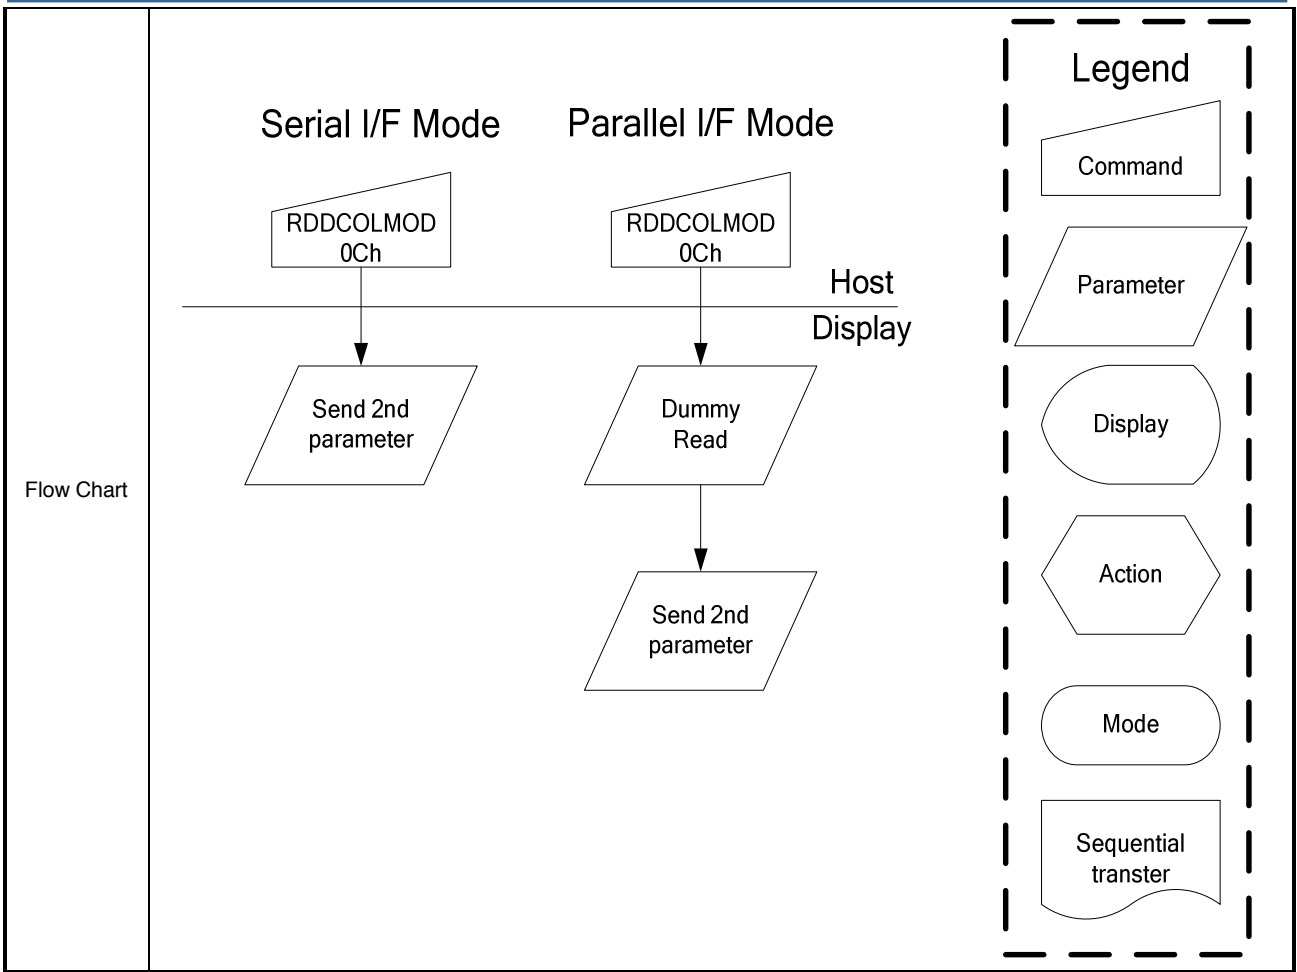 Flow Chart
Serial I/F Mode
RDDCOLMOD
0Ch
Send 2nd
parameter
Parallel I/F Mode
RDDCOLMOD
0Ch
Host
Display
Dummy
Read
Send 2nd
parameter
Legend
Command
Parameter
Display
Action
Mode
Sequential
transter